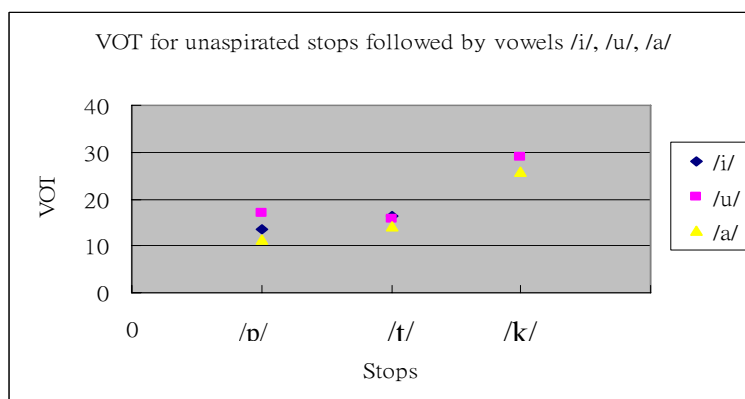 VOT for unaspirated stops followed by vowels /i/, /u/, /a/
40
30
20
10
0
VOT
/i/
/u/
/a/
0 /p/ /t/ /k/
Stops